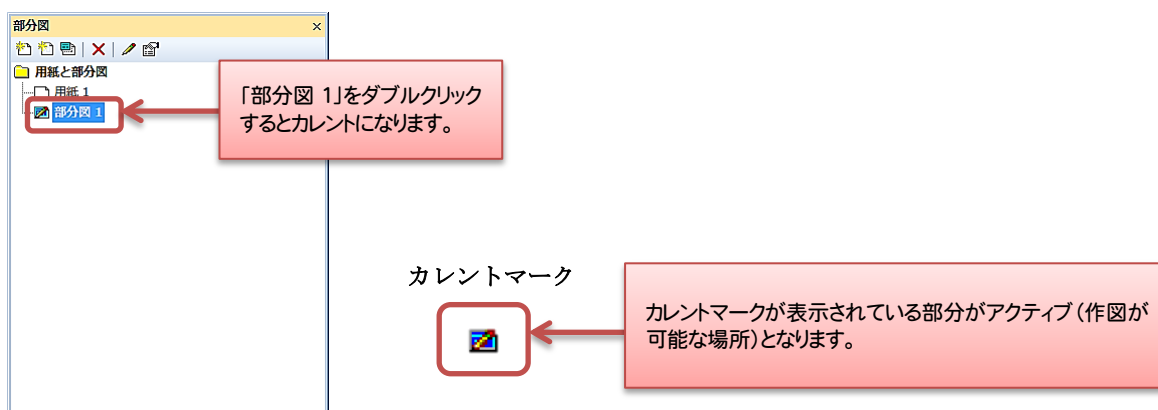 部分図
用紙と部分図
用紙 1
部分図 1
「部分図 1」をダブルクリック
するとカレントになります。
カレントマーク
カレントマークが表示されている部分がアクティブ（作図が
可能な場所）となります。